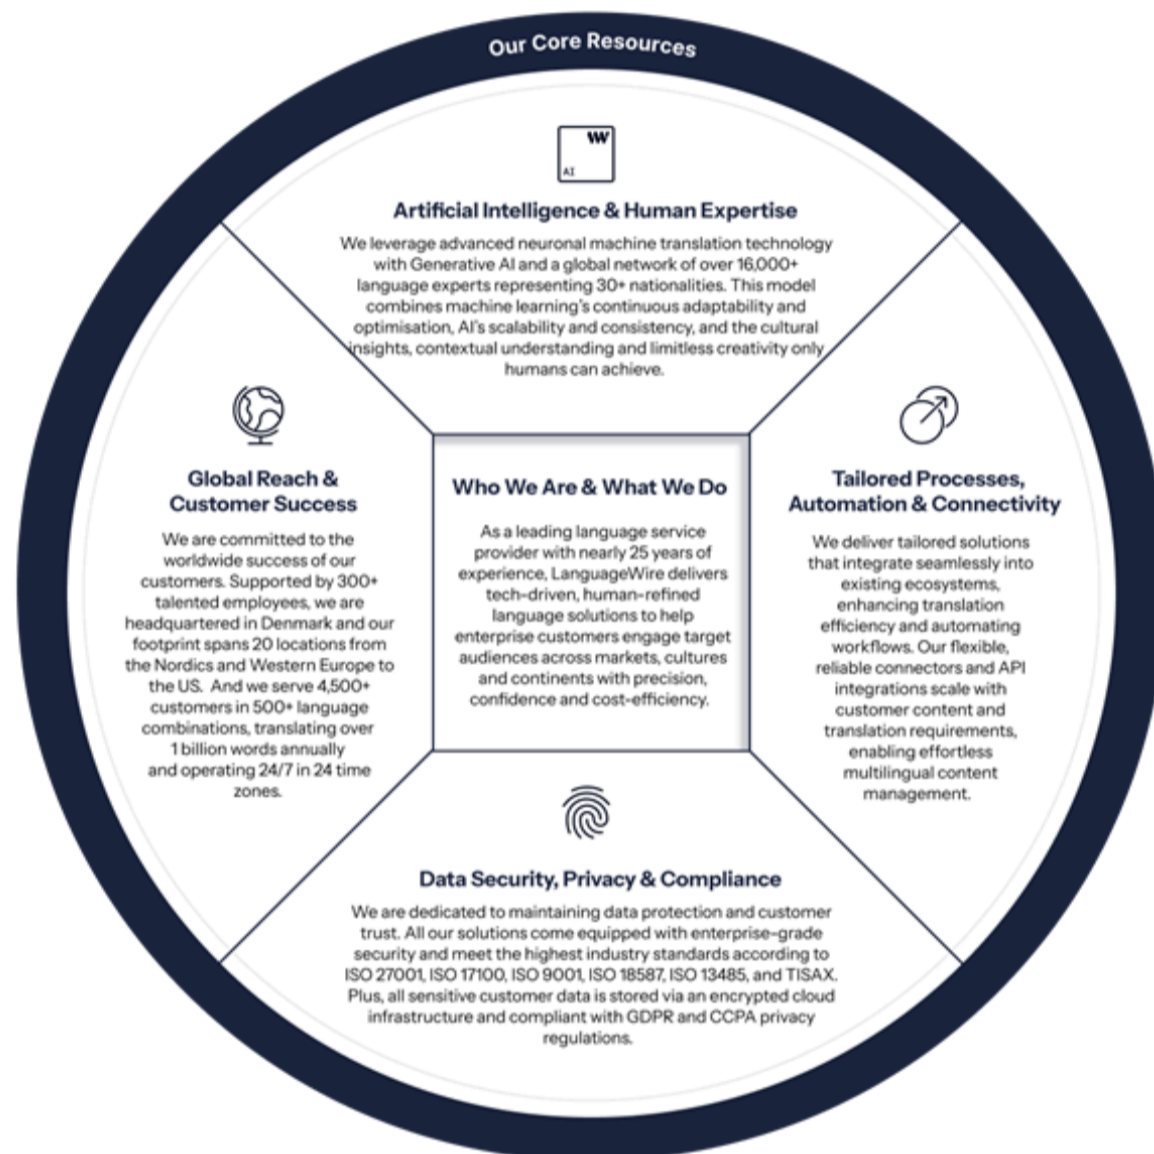 Our Core Resources
W
AI
Artificial Intelligence & Human Expertise
We leverage advanced neuronal machine translation technology
with Generative AI and a global network of over 16,000+
language experts representing 30+ nationalities. This model
combines machine learning's continuous adaptability and
optimisation, AI's scalability and consistency, and the cultural
insights, contextual understanding and limitless creativity only
humans can achieve.
Global Reach &
Customer Success
We are committed to the
worldwide success of our
customers. Supported by 300+
talented employees, we are
headquartered in Denmark and our
footprint spans 20 locations from
the Nordics and Western Europe to
the US. And we serve 4,500+
customers in 500+ language
combinations, translating over
1 billion words annually
and operating 24/7 in 24 time
zones.
Who We Are & What We Do
As a leading language service
provider with nearly 25 years of
experience, LanguageWire delivers
tech-driven, human-refined
language solutions to help
enterprise customers engage target
audiences across markets, cultures
and continents with precision,
confidence and cost-efficiency.
Tailored Processes,
Automation & Connectivity
We deliver tailored solutions
that integrate seamlessly into
existing ecosystems,
enhancing translation
efficiency and automating
workflows. Our flexible,
reliable connectors and API
integrations scale with
customer content and
translation requirements,
enabling effortless
multilingual content
management.
Data Security, Privacy & Compliance
We are dedicated to maintaining data protection and customer
trust. All our solutions come equipped with enterprise-grade
security and meet the highest industry standards according to
ISO 27001, ISO 17100, ISO 9001, ISO 18587, ISO 13485, and TISAX.
Plus, all sensitive customer data is stored via an encrypted cloud
infrastructure and compliant with GDPR and CCPA privacy
regulations.